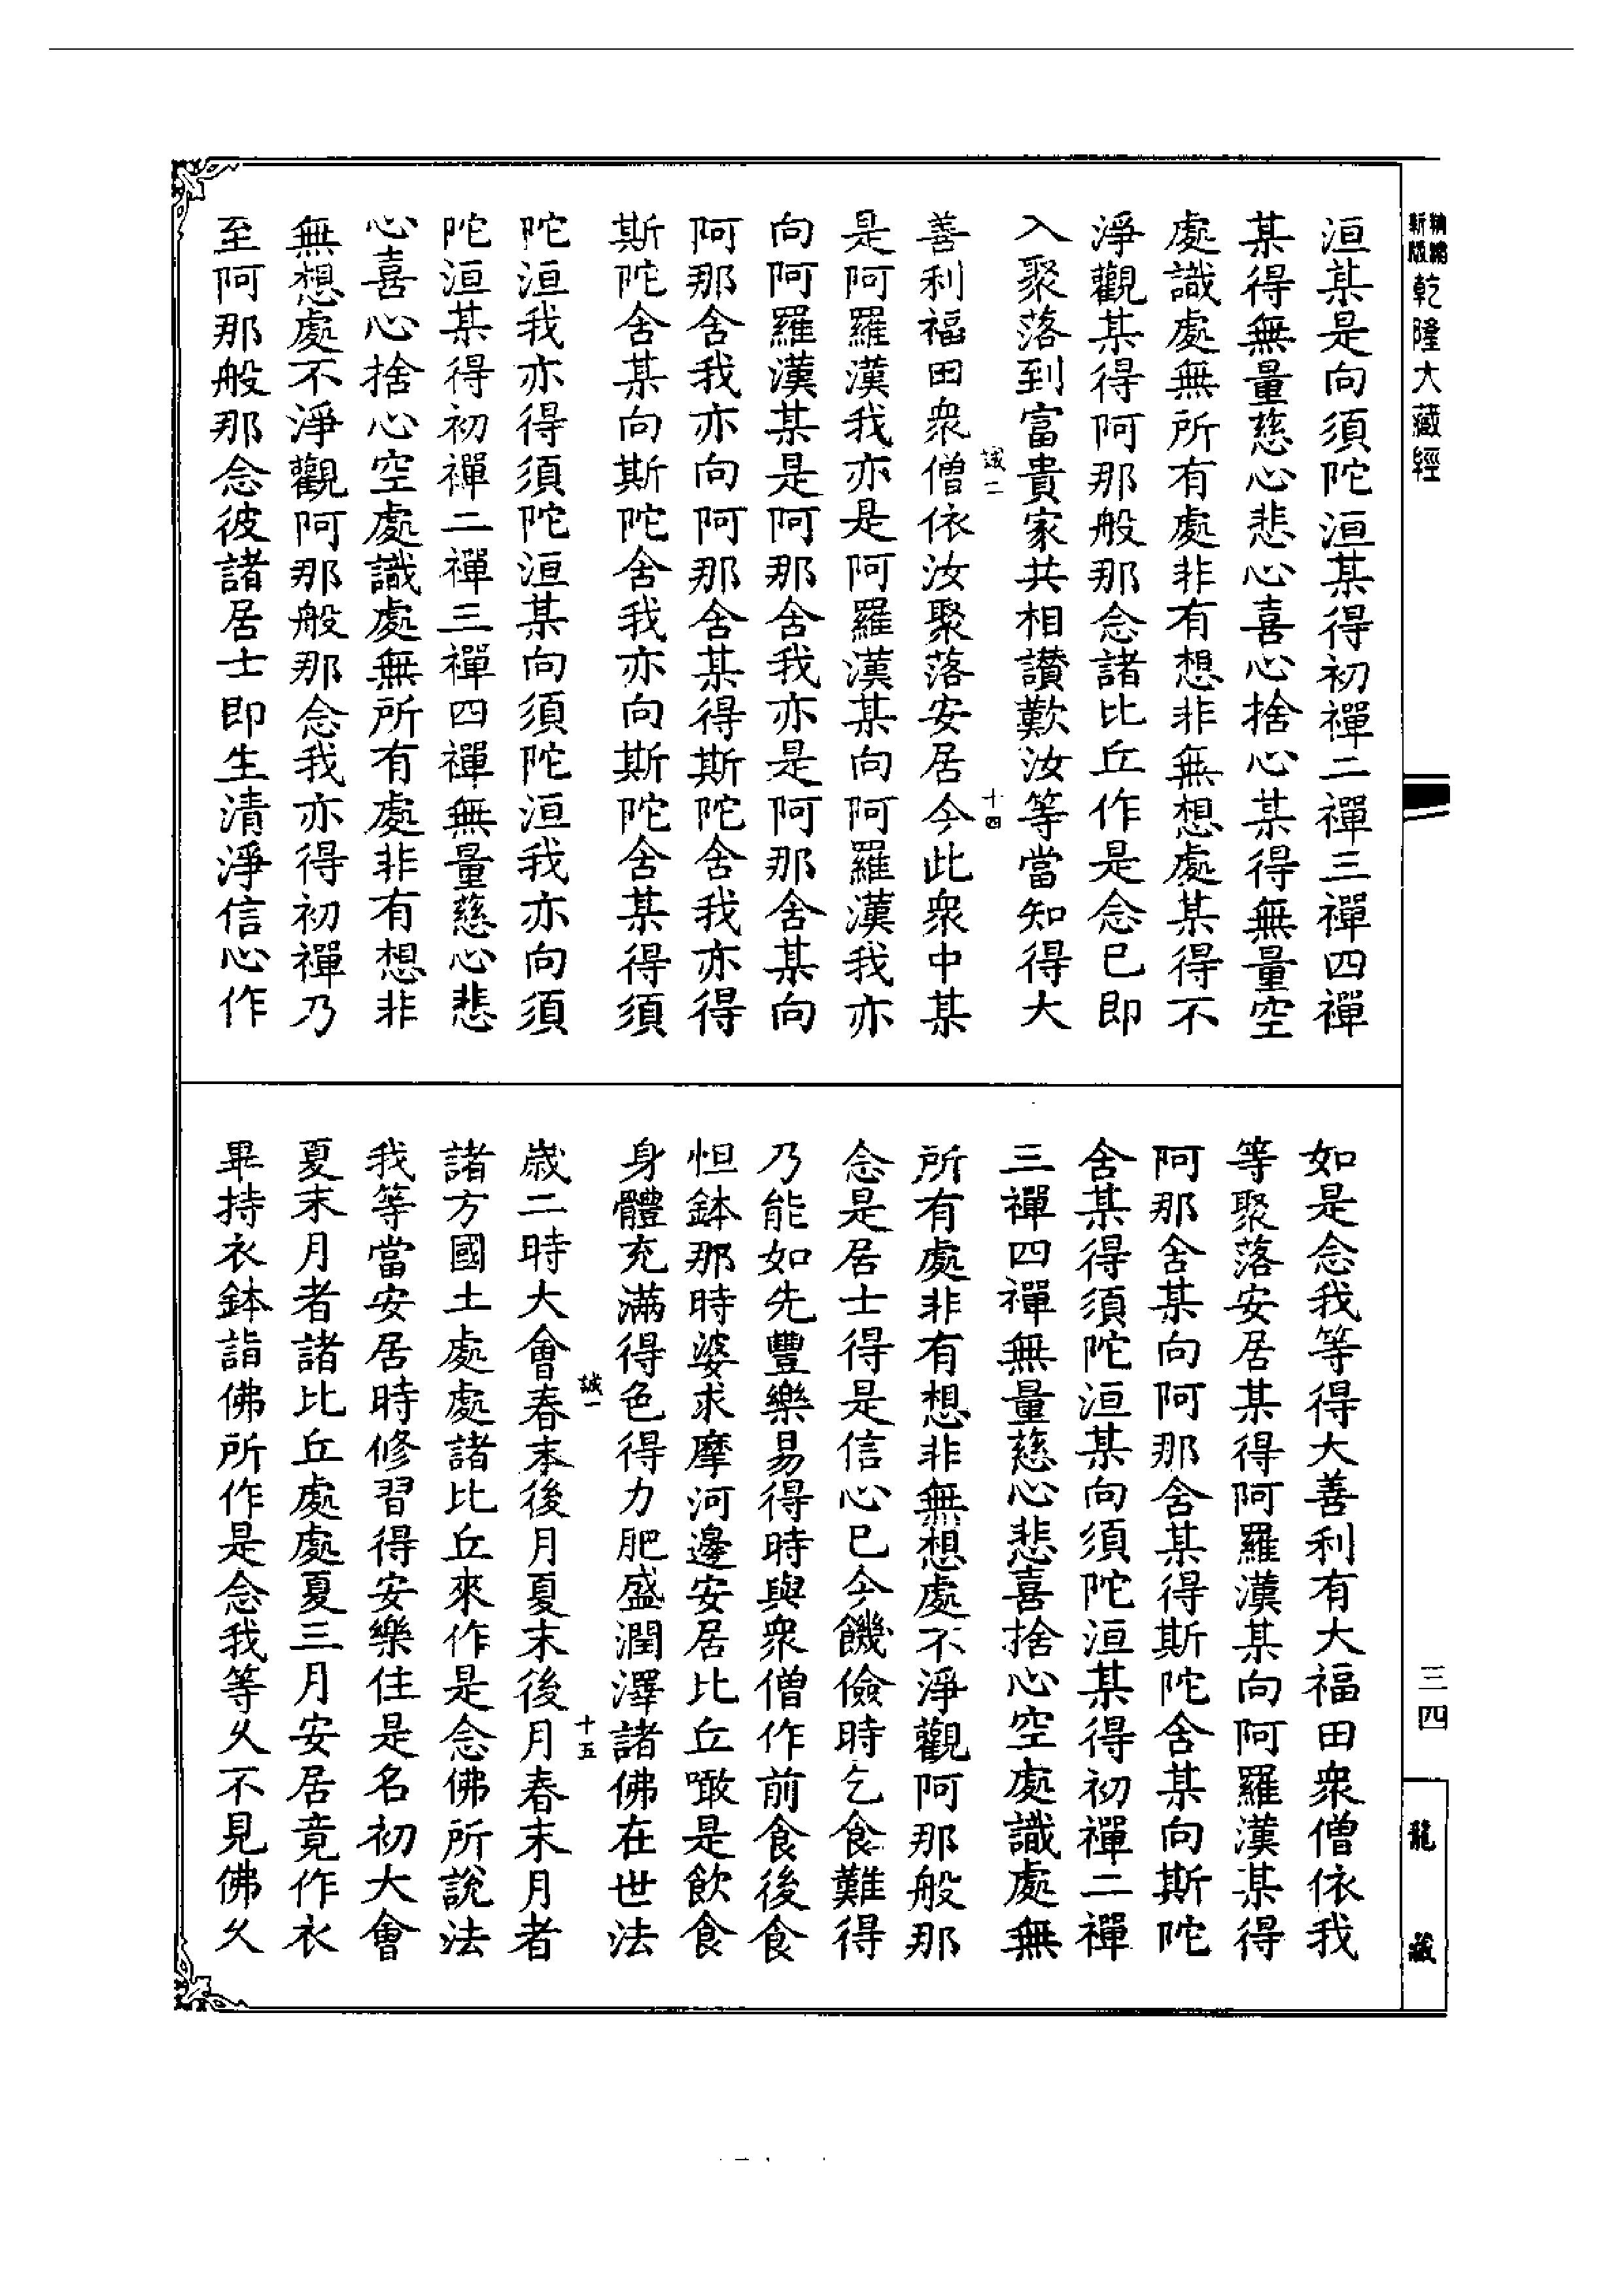 精編新版乾隆大藏經
三四
龍藏
洹某是向須陀洹某得初禪二禪三禪四禪
某得無量慈心悲心喜心捨心某得無量空
處識處無所有處非有想非無想處某得不
淨觀某得阿那般那念諸比丘作是念已即
入聚落到富貴家共相讚歎汝等當知得大
誠二
十四
善利福田衆僧依汝聚落安居今此衆中某
是阿羅漢我亦是阿羅漢某向阿羅漢我亦
向阿羅漢某是阿那舍我亦是阿那舍某向
阿那舍我亦向阿那舍某得斯陀舍我亦得
斯陀舍某向斯陀舍我亦向斯陀舍某得須
陀洹我亦得須陀洹某向須陀洹我亦向須
陀洹某得初禪二禪三禪四禪無量慈心悲
心喜心捨心空處識處無所有處非有想非
無想處不淨觀阿那般那念我亦得初禪乃
至阿那般那念彼諸居士即生清淨信心作
如是念我等得大善利有大福田衆僧依我
等聚落安居某得阿羅漢某向阿羅漢某得
阿那舍某向阿那舍某得斯陀舍某向斯陀
舍某得須陀洹某向須陀洹某得初禪二禪
三禪四禪無量慈心悲喜捨心空處識處無
所有處非有想非無想處不淨觀阿那般那
念是居士得是信心已今饑儉時乞食難得
乃能如先豐樂易得時與衆僧作前食後食
怛鉢那時婆求摩河邊安居比丘噉是飲食
身體充滿得色得力肥盛潤澤諸佛在世法
誠一
十五
歲二時大會春末後月夏末後月春末月者
諸方國土處處諸比丘來作是念佛所說法
我等當安居時修習得安樂住是名初大會
夏末月者諸比丘處處夏三月安居竟作衣
畢持衣鉢詣佛所作是念我等久不見佛久